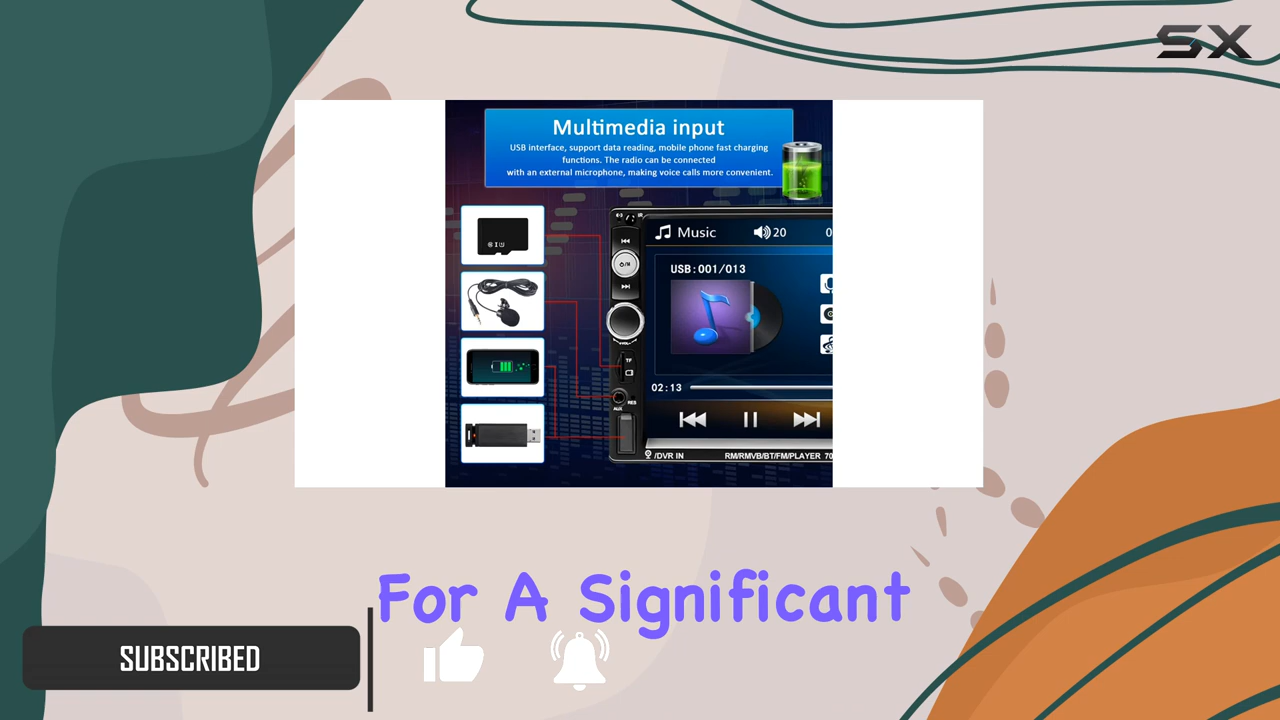 SX
Multimedia input
USB interface, support data reading, mobile phone fast charging
functions. The radio can be connected
with an external microphone, making voice calls more convenient.
Music
20
0
USB:001/013
TF
RES
AUX
02:13
/DVR IN
RM/RMVB/BT/FM/PLAYER 70
For A Significant
SUBSCRIBED